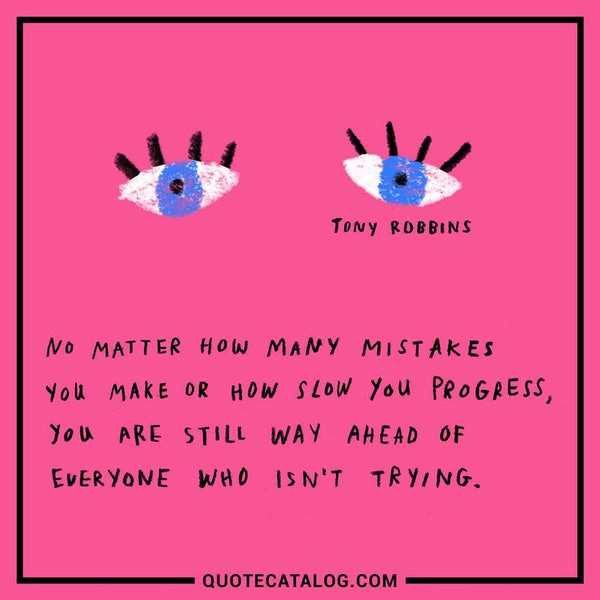 TONY ROBBINS
NO MATTER HOW MANY MISTAKES
YOU MAKE OR HOW SLOW YOU PROGRESS,
YOU ARE STILL WAY AHEAD OF
EVERYONE WHO ISN'T TRYING.
QUOTECATALOG.COM